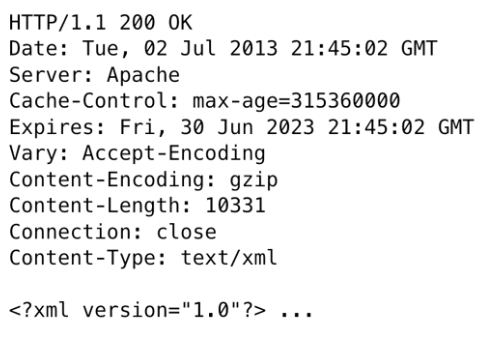 HTTP/1.1 200 OK
Date: Tue, 02 Jul 2013 21:45:02 GMT
Server: Apache
Cache-Control: max-age=315360000
Expires: Fri, 30 Jun 2023 21:45:02 GMT
Vary: Accept-Encoding
Content-Encoding: gzip
Content-Length: 10331
Connection: close
Content-Type: text/xml

<?xml version="1.0"?> ...